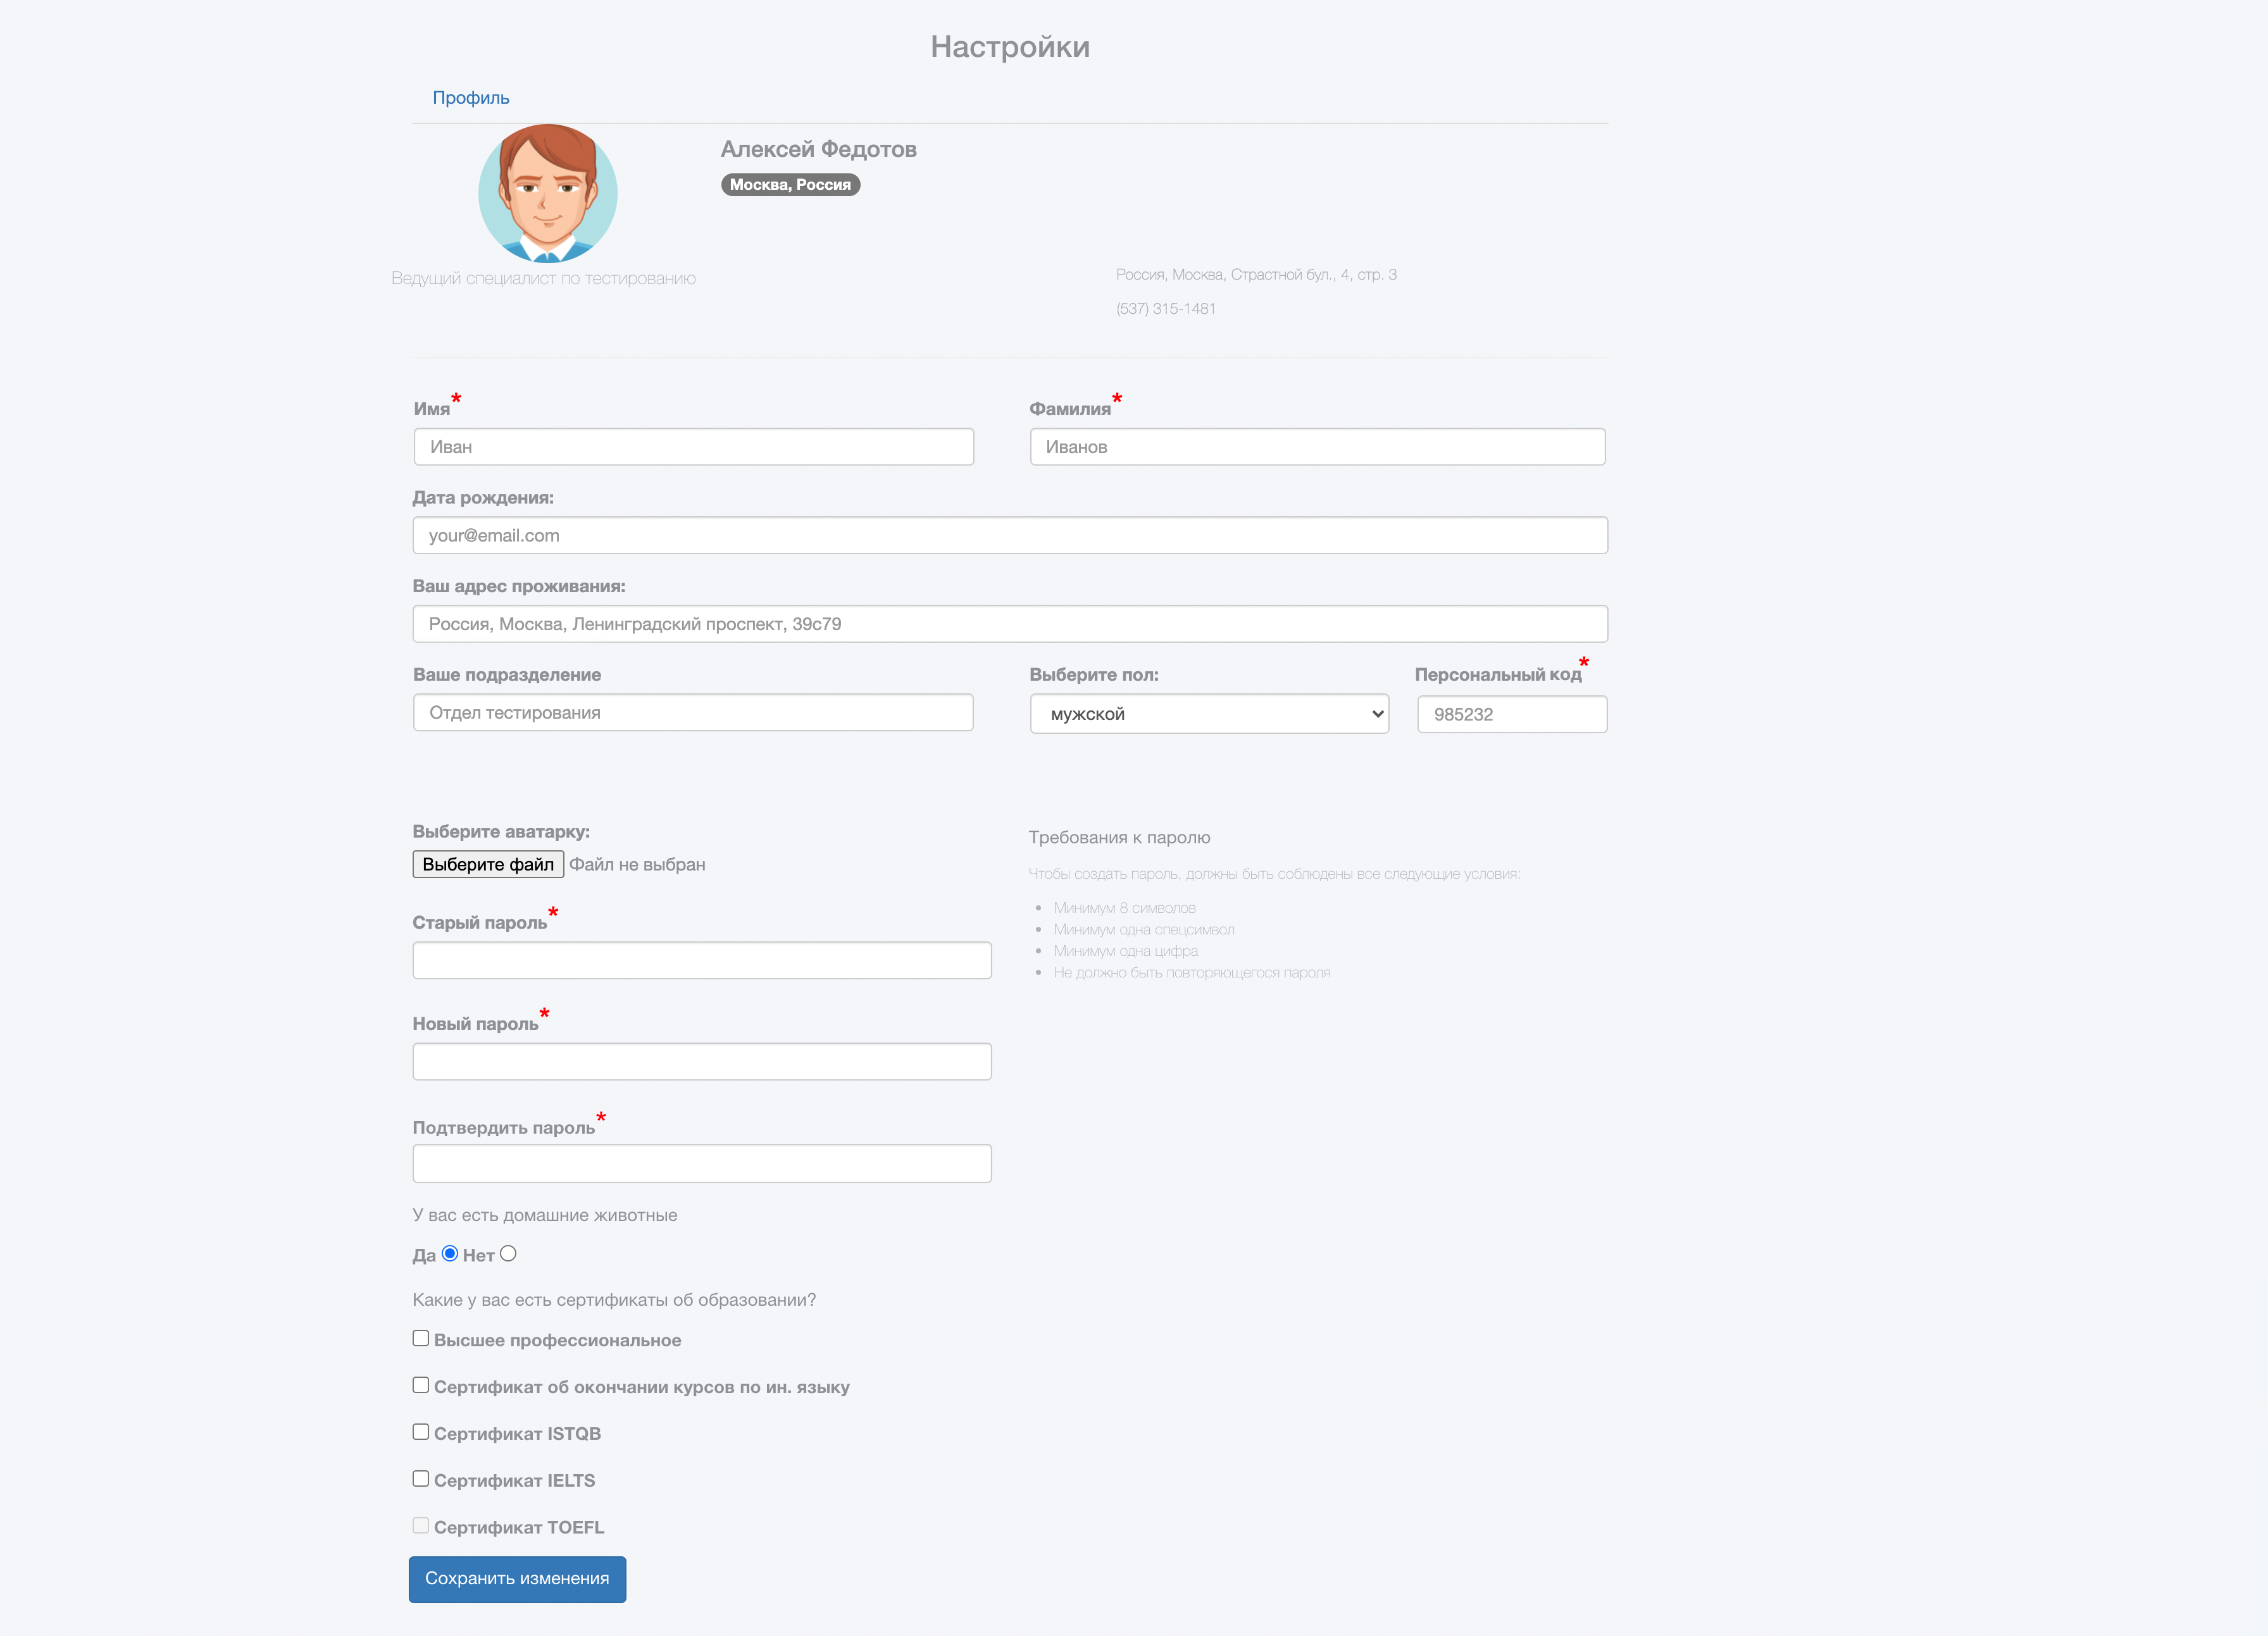 Настройки
Профиль
Алексей Федотов
Москва, Россия
Ведущий специалист по тестированию
Россия, Москва, Страстной бул., 4, стр. 3
(537) 315-1481
Имя*
Фамилия*
Иван
Иванов
Дата рождения:
your@email.com
Ваш адрес проживания:
Россия, Москва, Ленинградский проспект, 39с79
Ваше подразделение
Выберите пол:
Персональный код*
Отдел тестирования
мужской
985232
Выберите аватарку:
Выберите файл Файл не выбран
Требования к паролю
Чтобы создать пароль, должны быть соблюдены все следующие условия:
Минимум 8 символов
Минимум одна спецсимвол
Минимум одна цифра
Не должно быть повторяющегося пароля
Старый пароль*
Новый пароль*
Подтвердить пароль*
У вас есть домашние животные
Да Нет
Какие у вас есть сертификаты об образовании?
Высшее профессиональное
Сертификат об окончании курсов по ин. языку
Сертификат ISTQB
Сертификат IELTS
Сертификат TOEFL
Сохранить изменения